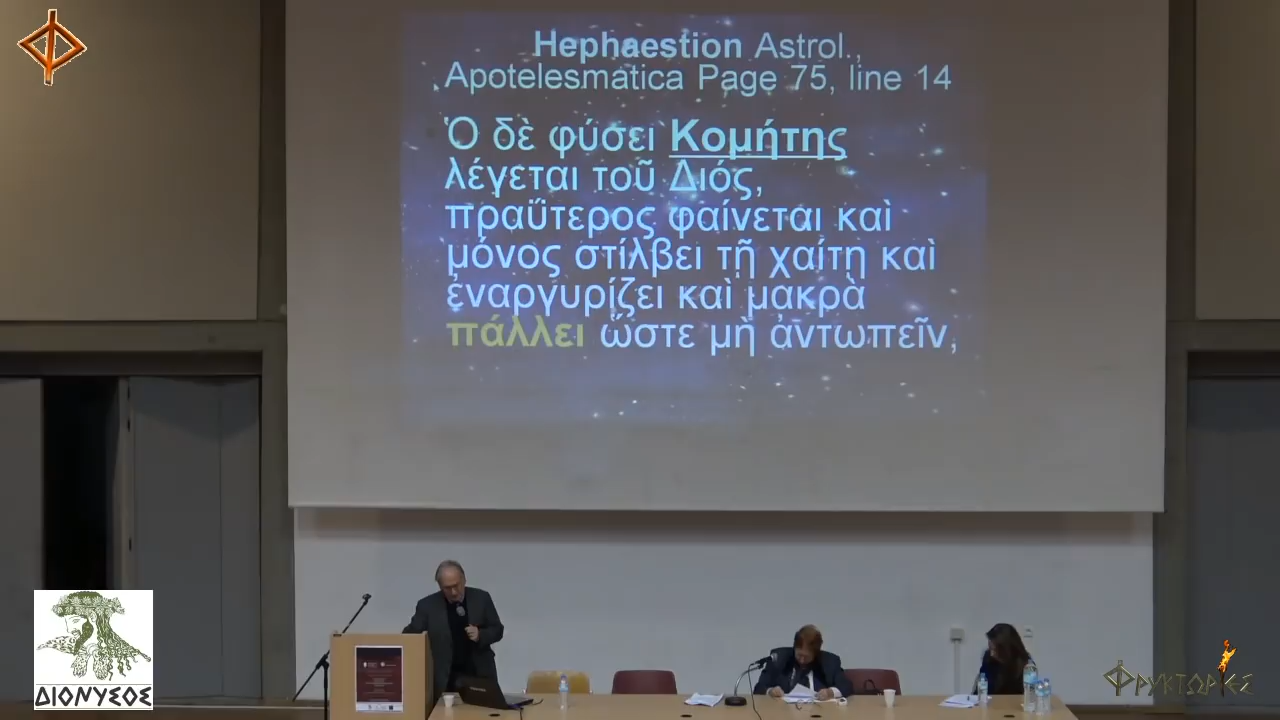 Hephaestion Astrol.,
Apotelesmatica Page 75, line 14
Ὁ δὲ φύσει Κομήτης
λέγεται τοῦ Διός,
πραΰτερος φαίνεται καὶ
μόνος στίλβει τῇ χαίτῃ καὶ
ἐναργυρίζει καὶ μακρὰ
πάλλει ὥστε μὴ ἀντωπεῖν,
ΔΙΟΝΥΣΟΣ
Φρυκτωρίες